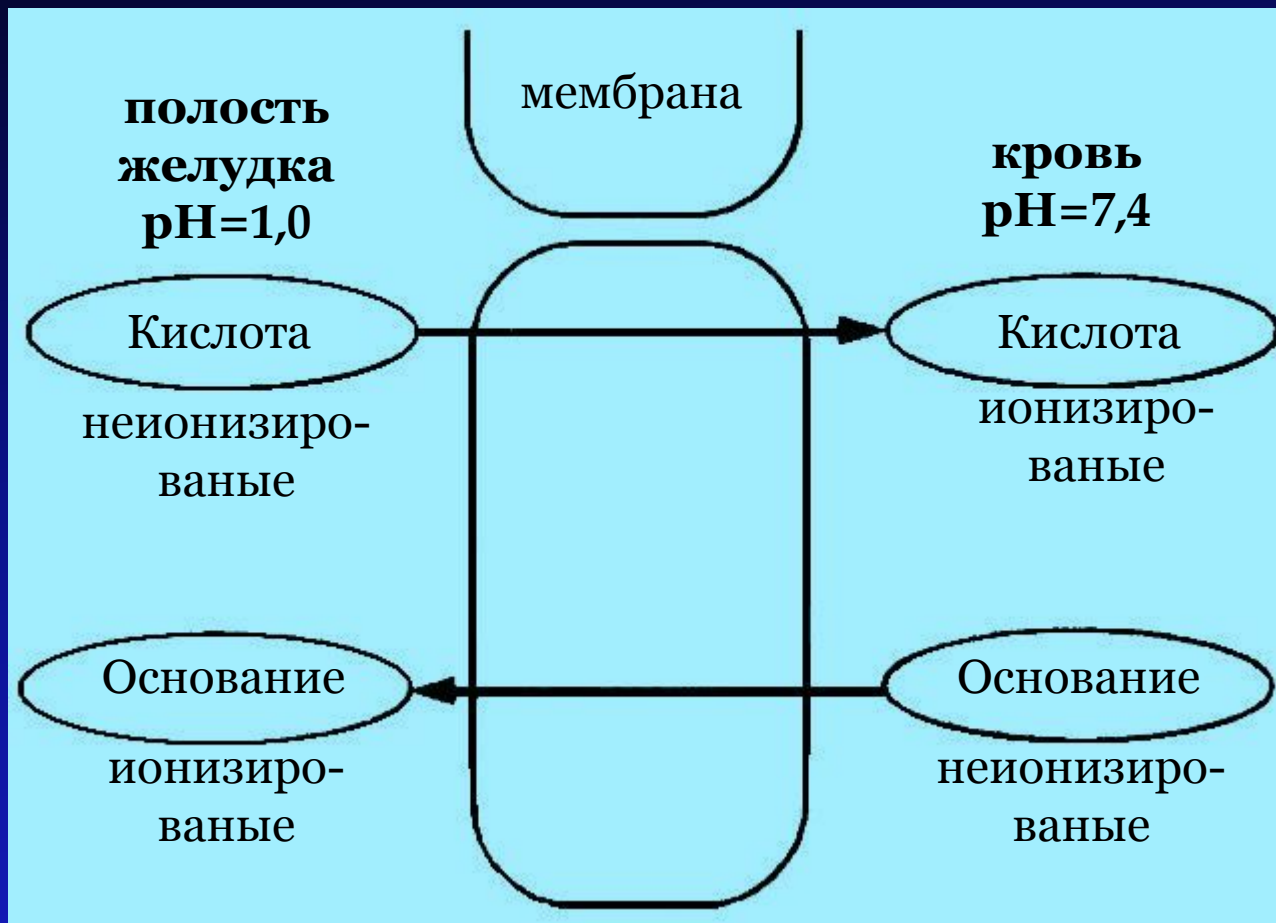 мембрана
полость
желудка
pH=1,0
кровь
pH=7,4
Кислота
Кислота
неионизиро-
ваные
ионизиро-
ваные
Основание
Основание
ионизиро-
ваные
неионизиро-
ваные